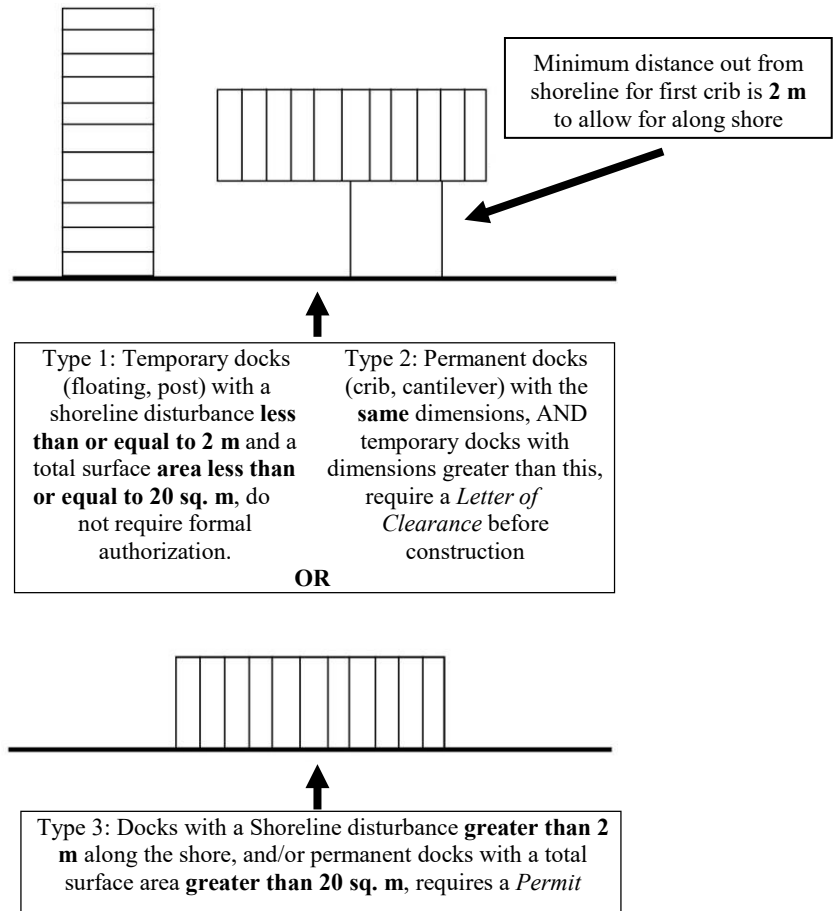 Minimum distance out from
shoreline for first crib is 2 m
to allow for along shore
Type 1: Temporary docks
(floating, post) with a
shoreline disturbance less
than or equal to 2 m and a
total surface area less than
or equal to 20 sq. m, do
not require formal
authorization.
Type 2: Permanent docks
(crib, cantilever) with the
same dimensions, AND
temporary docks with
dimensions greater than this,
require a Letter of
Clearance before
construction
OR
Type 3: Docks with a Shoreline disturbance greater than 2
m along the shore, and/or permanent docks with a total
surface area greater than 20 sq. m, requires a Permit